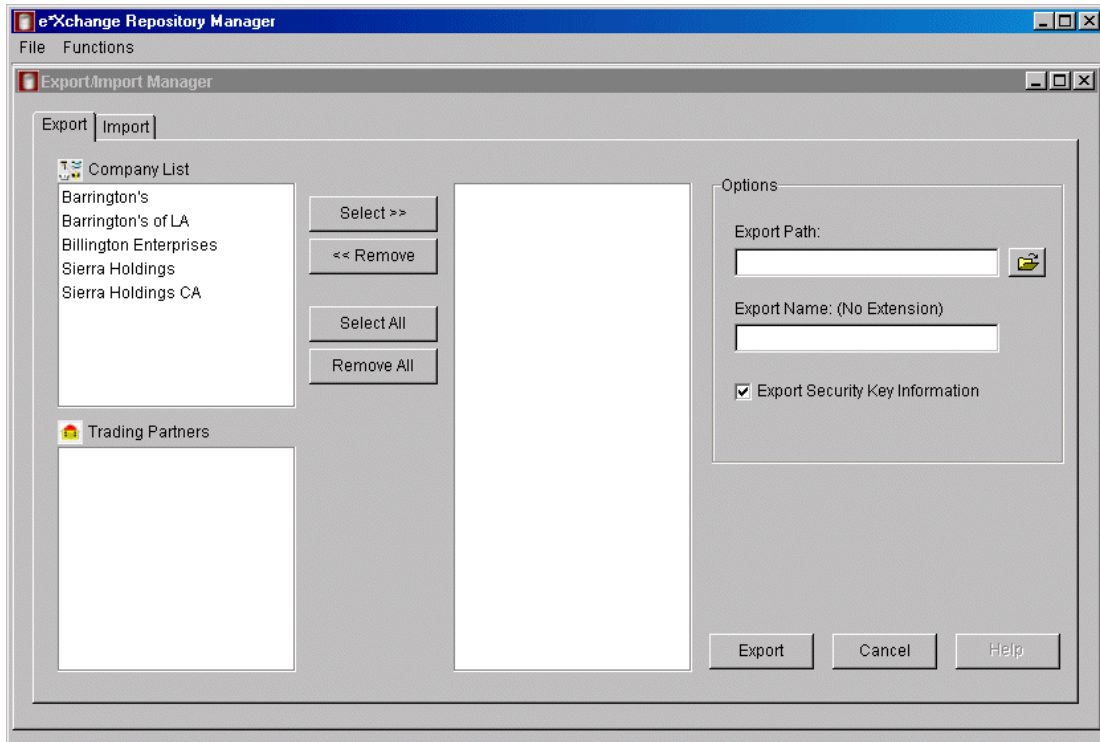 e*Xchange Repository Manager
File Functions
Export/Import Manager
Export Import
Company List
Barrington's
Barrington's of LA
Billington Enterprises
Sierra Holdings
Sierra Holdings CA
Select >>
<< Remove
Select All
Remove All
Trading Partners
Options
Export Path:
Export Name: (No Extension)
Export Security Key Information
Export Cancel Help